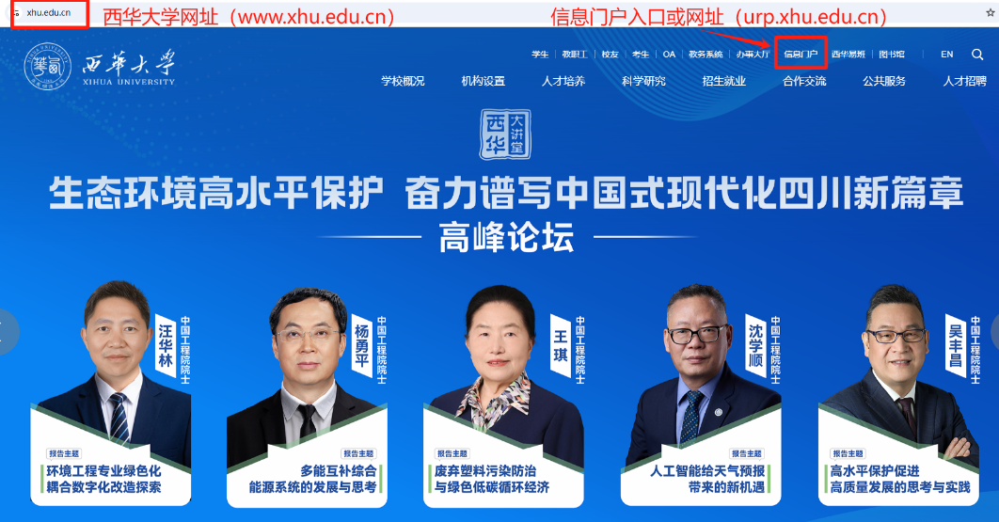 xhu.edu.cn
西华大学网址（www.xhu.edu.cn）
信息门户入口或网址（urp.xhu.edu.cn）
西華大学
XIHUA UNIVERSITY
学生 教职工 校友 考生 OA 教务系统 办事大厅 信息门户 西华易班 图书馆 EN
学校概况 机构设置 人才培养 科学研究 招生就业 合作交流 公共服务 人才招聘
西华
大讲堂
生态环境高水平保护 奋力谱写中国式现代化四川新篇章
高峰论坛
汪华林
中国工程院院士
报告主题
环境工程专业绿色化
耦合数字化改造探索
杨勇平
中国工程院院士
报告主题
多能互补综合
能源系统的发展与思考
王琪
中国工程院院士
报告主题
废弃塑料污染防治
与绿色低碳循环经济
沈学顺
中国工程院院士
报告主题
人工智能给天气预报
带来的新机遇
吴丰昌
中国工程院院士
报告主题
高水平保护促进
高质量发展的思考与实践